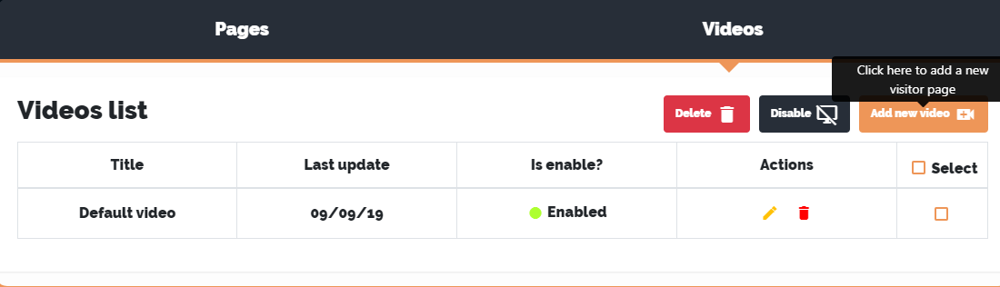 Pages
Videos
Click here to add a new
visitor page
Videos list
Delete
Disable
Add new video
Title
Last update
Is enable?
Actions
Select
Default video
09/09/19
Enabled